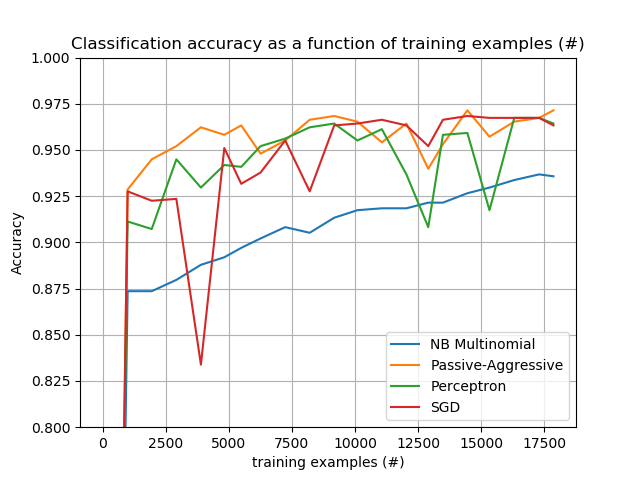 Classification accuracy as a function of training examples (#)
1.000
0.975
0.950
0.925
0.900
0.875
0.850
0.825
0.800
Accuracy
NB Multinomial
Passive-Aggressive
Perceptron
SGD
0 2500 5000 7500 10000 12500 15000 17500
training examples (#)